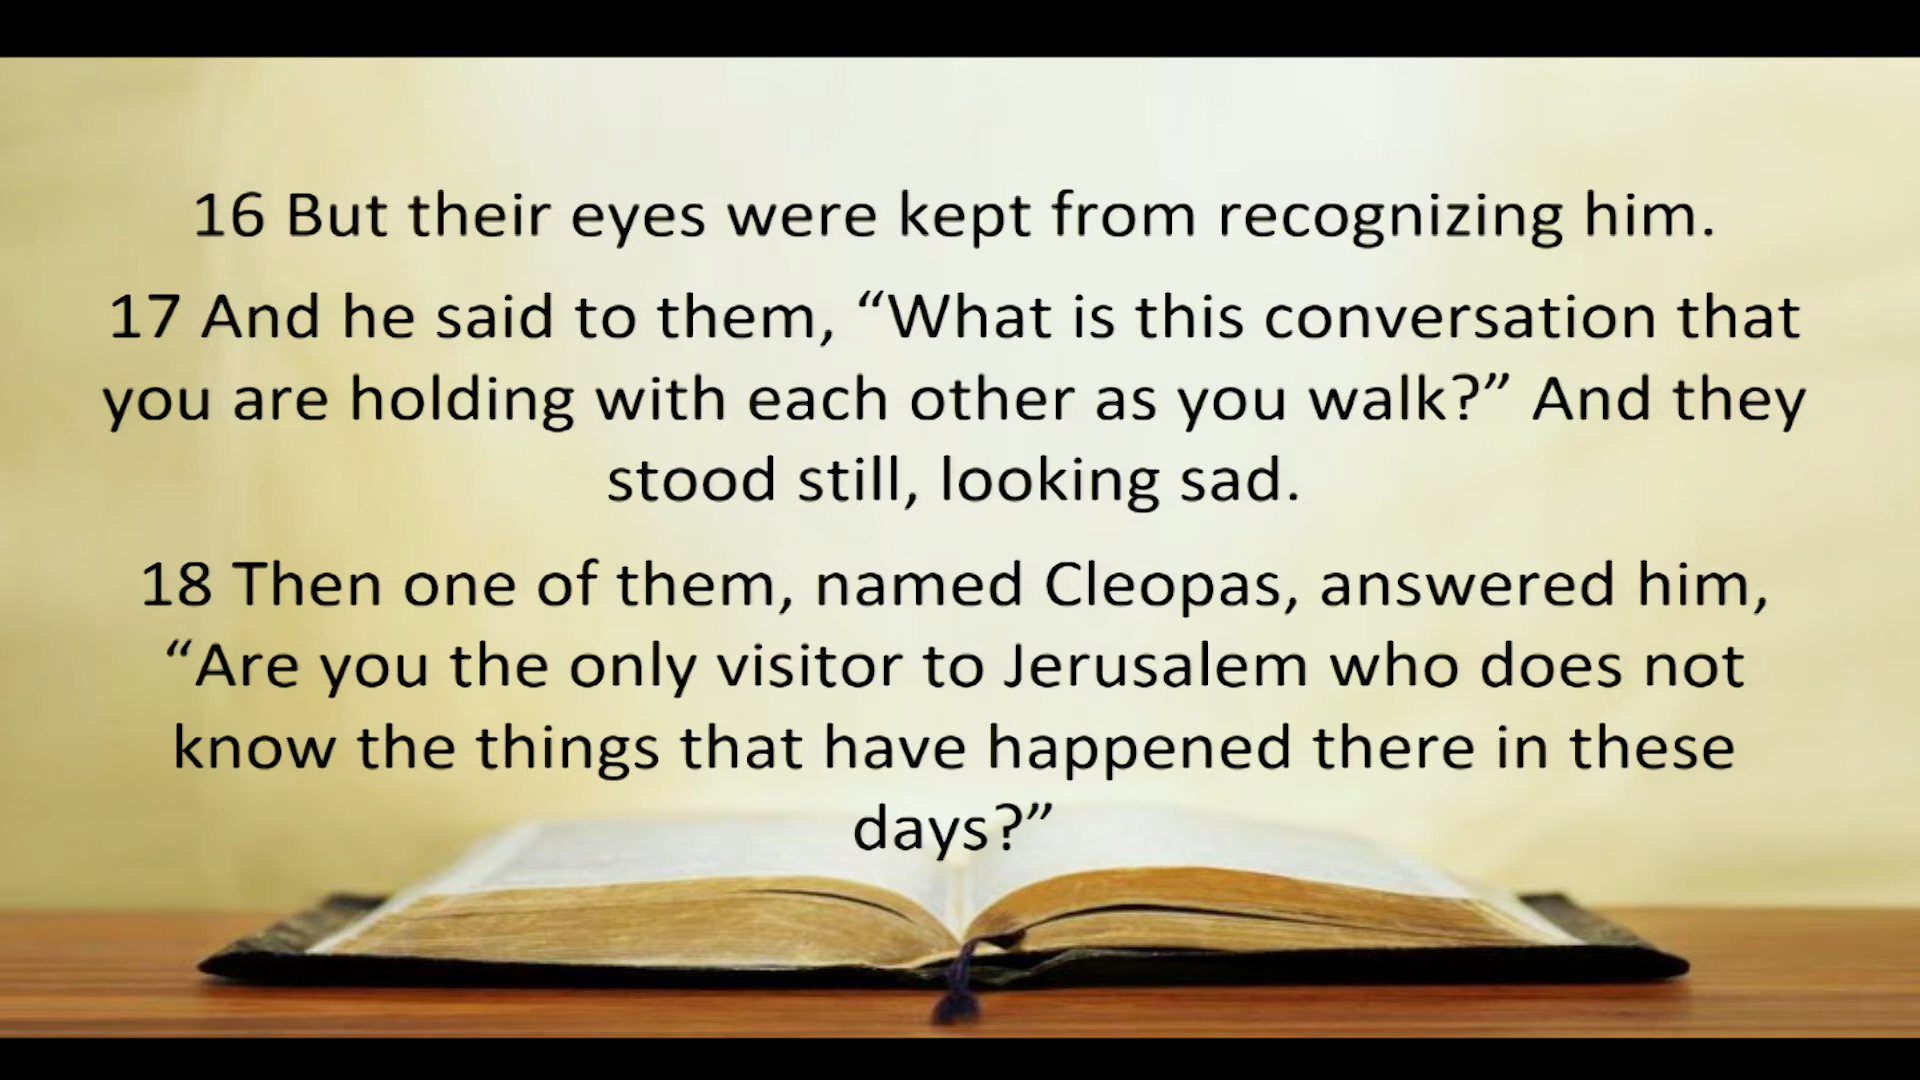 16 But their eyes were kept from recognizing him.
17 And he said to them, “What is this conversation that
you are holding with each other as you walk?” And they
stood still, looking sad.
18 Then one of them, named Cleopas, answered him,
“Are you the only visitor to Jerusalem who does not
know the things that have happened there in these
days?”